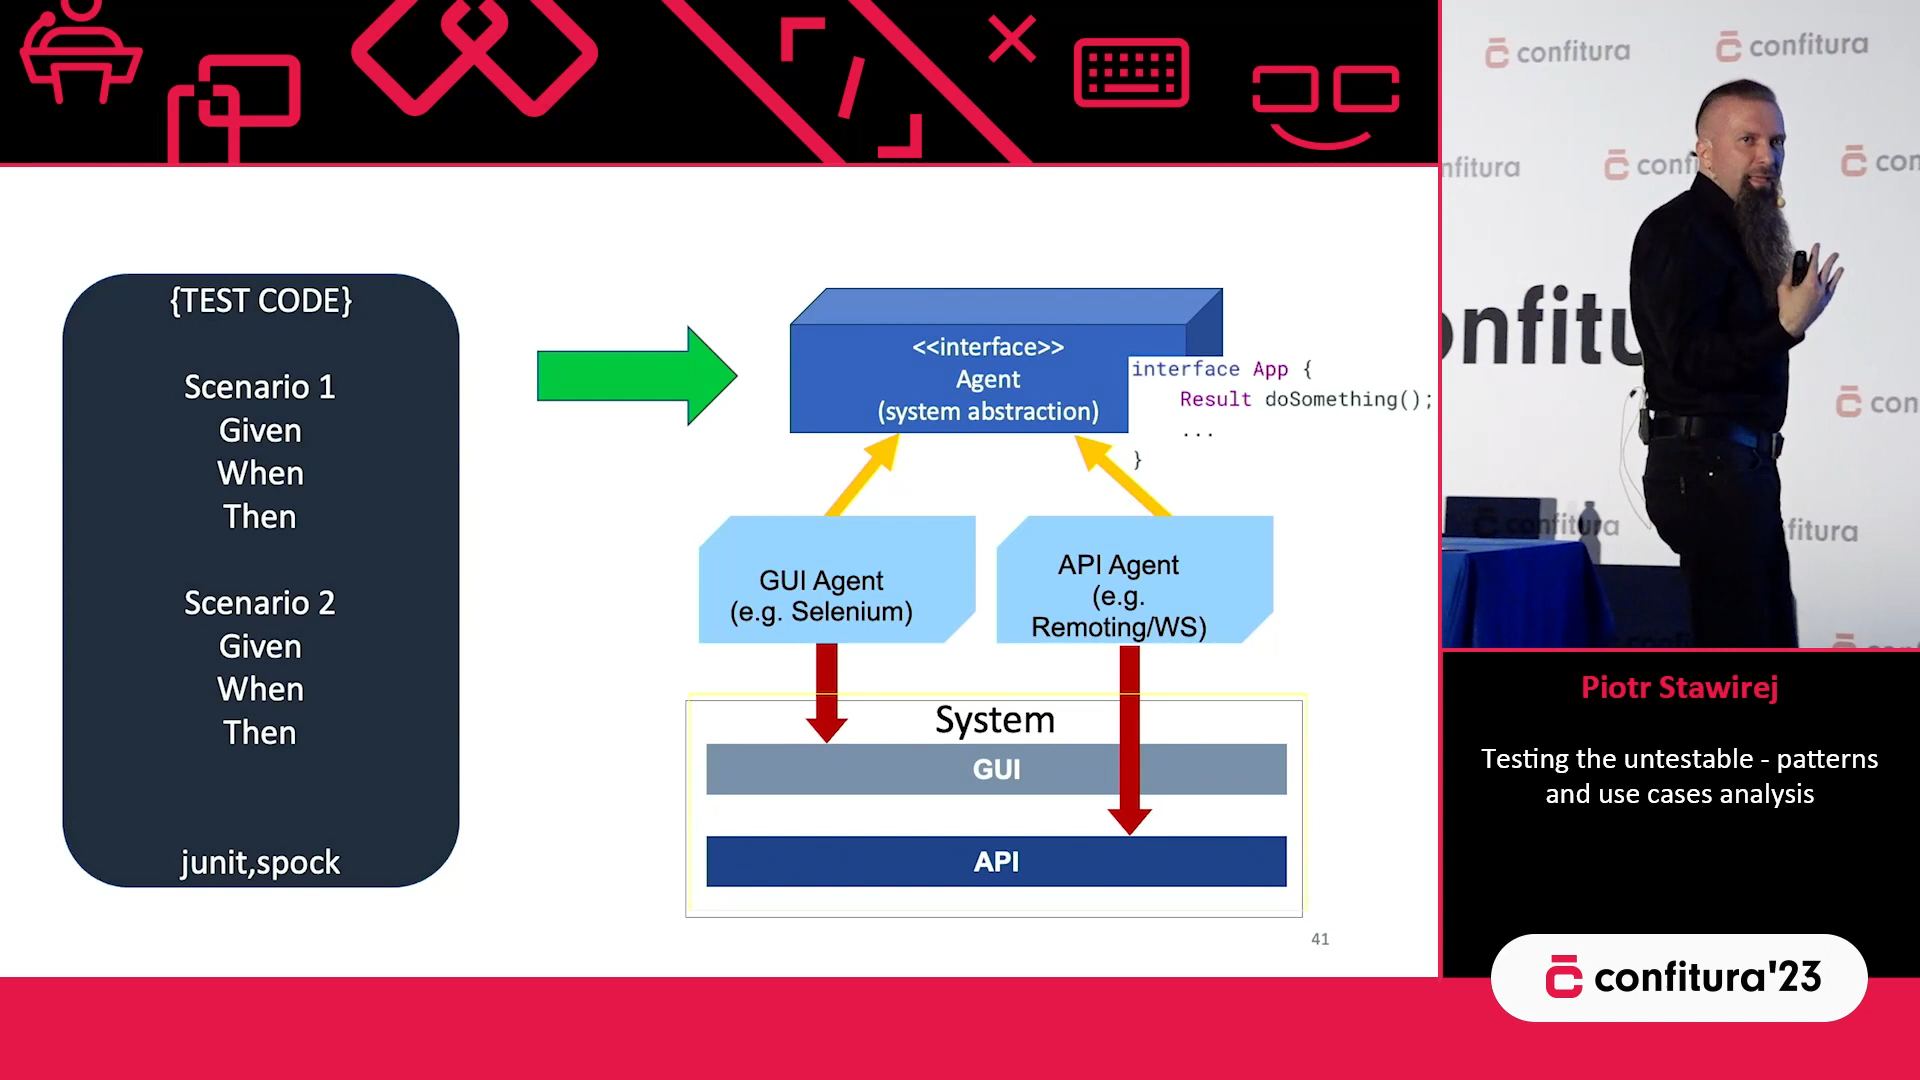 {TEST CODE}
Scenario 1
Given
When
Then
Scenario 2
Given
When
Then
junit,spock
<<interface>>
Agent
(system abstraction)
interface App {
Result doSomething();
...
}
GUI Agent
(e.g. Selenium)
API Agent
(e.g.
Remoting/WS)
System
GUI
API
41
confitura
confitura
nfitura
confi
con
onfitu
con
confitura
fitura
Piotr Stawirej
Testing the untestable - patterns
and use cases analysis
confitura'23